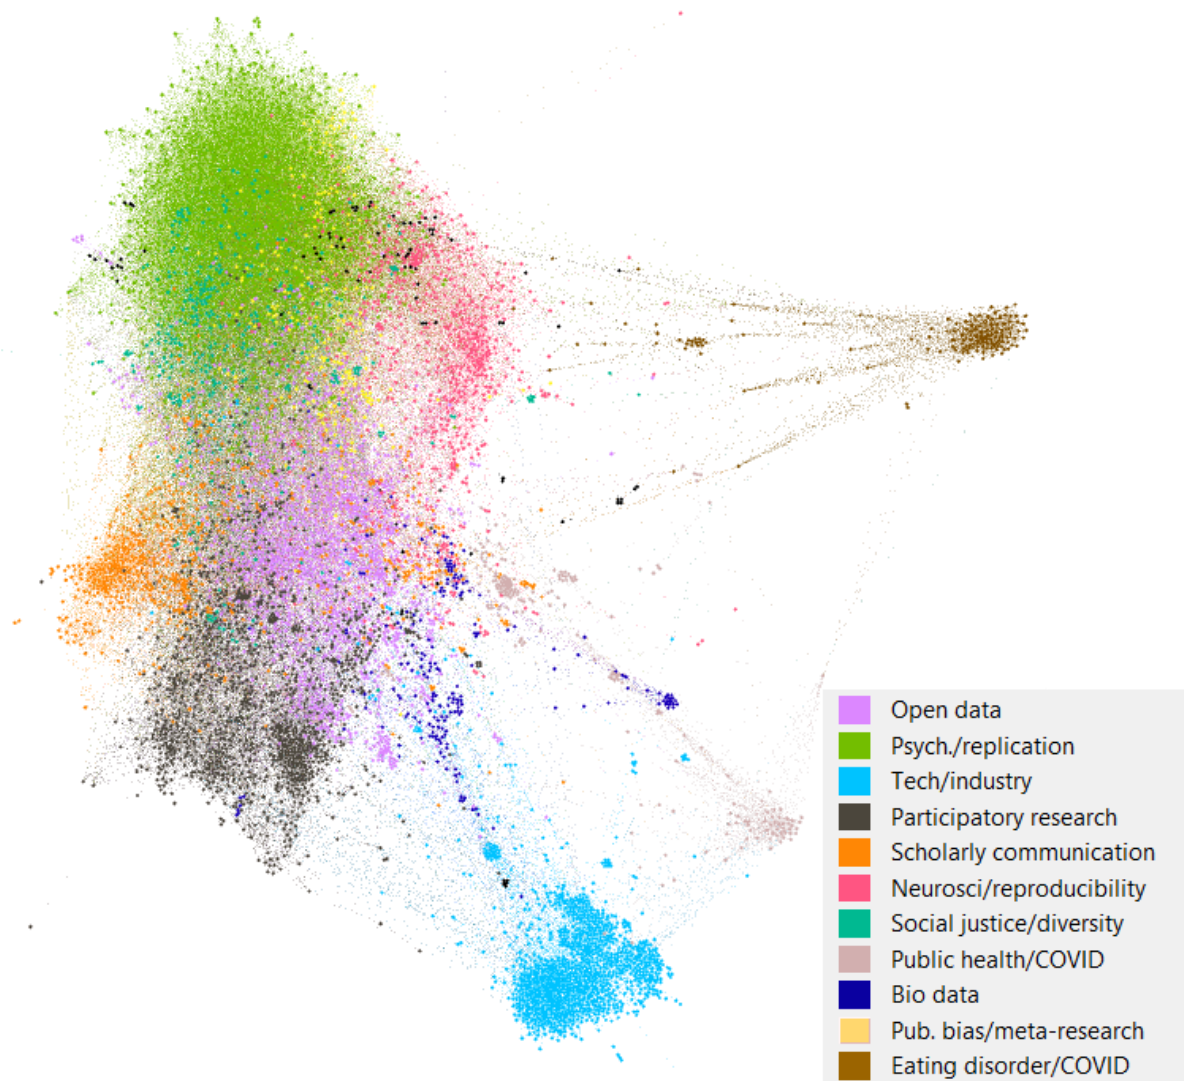 Open data
Psych./replication
Tech/industry
Participatory research
Scholarly communication
Neurosci/reproducibility
Social justice/diversity
Public health/COVID
Bio data
Pub. bias/meta-research
Eating disorder/COVID